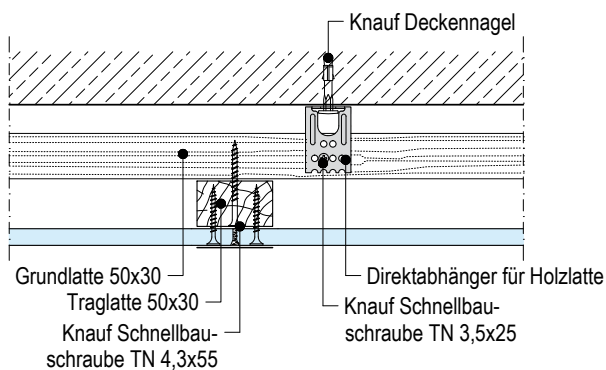 Knauf Deckennagel
Grundlatte 50x30
Traglatte 50x30
Knauf Schnellbau-
schraube TN 4,3x55
Direktabhänger für Holzlatte
Knauf Schnellbau-
schraube TN 3,5x25